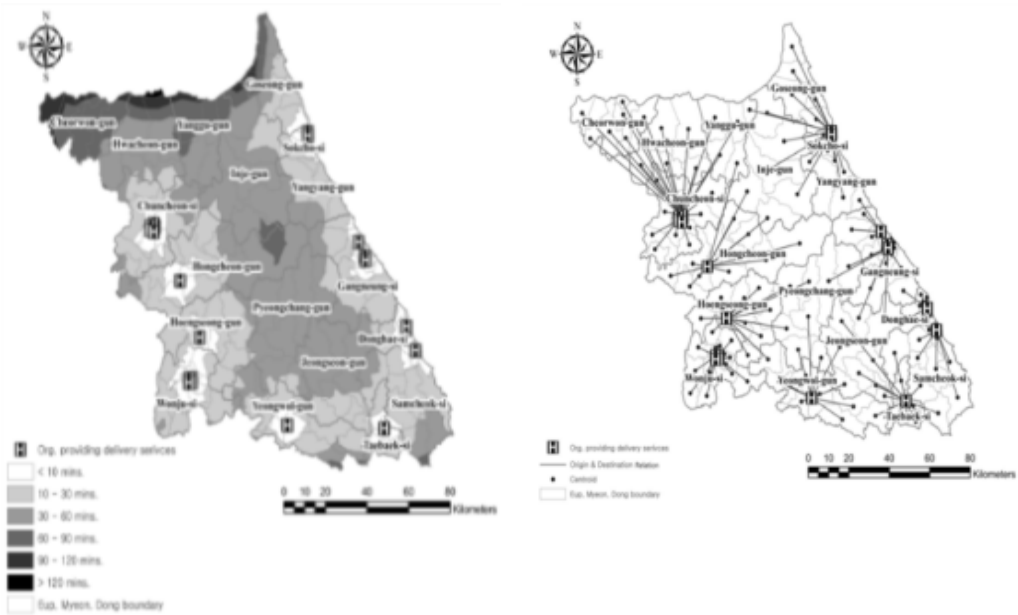 N
W E
S
Goseong-gun
Cheorwon-gun
Yanggu-gun
Hwacheon-gun
Sokcho-si
Inje-gun
Yangyang-gun
Chuncheon-si
Hongcheon-gun
Gangneung-si
Pyeongchang-gun
Hoengseong-gun
Donghae-si
Jeongseon-gun
Wonju-si
Yeongwol-gun
Samcheok-si
Taebaek-si
H Org. providing delivery serivces
< 10 mins.
10 - 30 mins.
30 - 60 mins.
60 - 90 mins.
90 - 120 mins.
> 120 mins.
Eup. Myeon. Dong boundary
0 10 20 40 60 80
Kilometers
N
W E
S
Goseong-gun
Cheorwon-gun
Yanggu-gun
Hwacheon-gun
Sokcho-si
Inje-gun
Yangyang-gun
Chuncheon-si
Hongcheon-gun
Gangneung-si
Pyeongchang-gun
Hoengseong-gun
Donghae-si
Jeongseon-gun
Wonju-si
Yeongwol-gun
Samcheok-si
Taebaek-si
H Org. providing delivery serivces
Origin & Destination Relation
Centroid
Eup. Myeon. Dong boundary
0 10 20 40 60 80
Kilometers